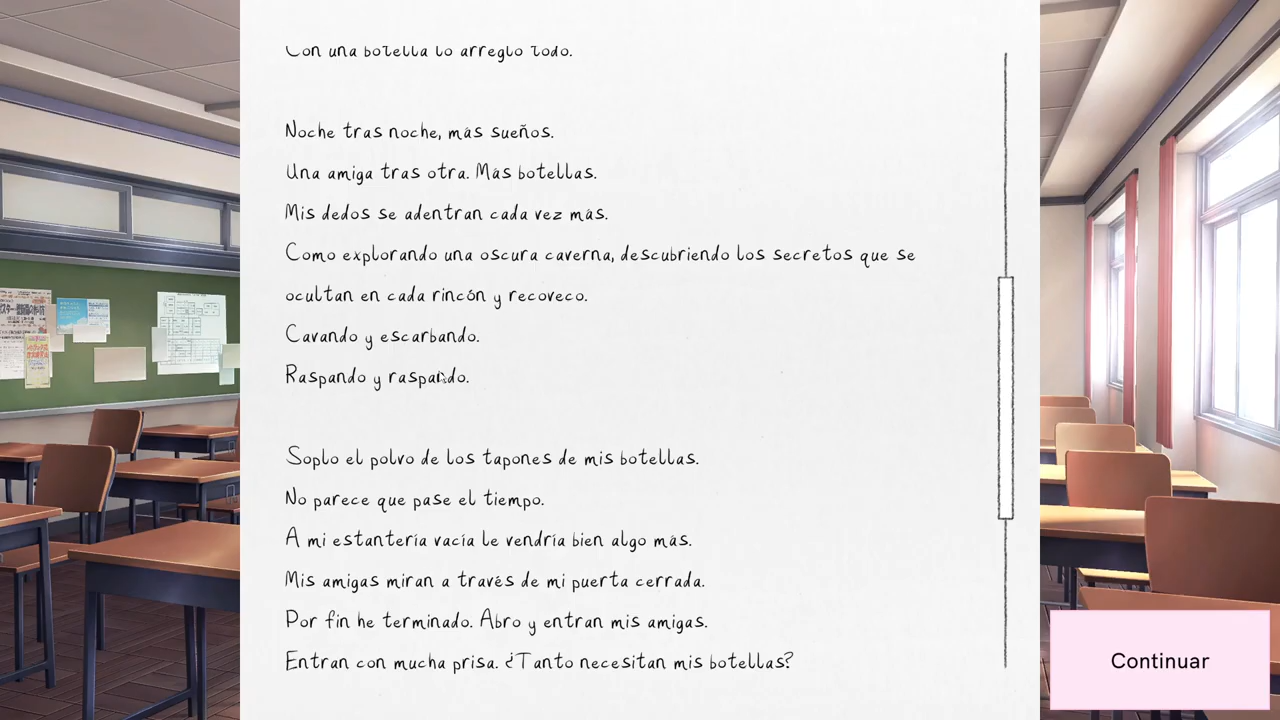 Con una botella lo arreglo todo.
Noche tras noche, más sueños.
Una amiga tras otra. Más botellas.
Mis dedos se adentran cada vez más.
Como explorando una oscura caverna, descubriendo los secretos que se
ocultan en cada rincón y recoveco.
Cavando y escarbando.
Raspando y raspando.
Soplo el polvo de los tapones de mis botellas.
No parece que pase el tiempo.
A mi estantería vacía le vendría bien algo más.
Mis amigas miran a través de mi puerta cerrada.
Por fin he terminado. Abro y entran mis amigas.
Entran con mucha prisa. ¿Tanto necesitan mis botellas?
Continuar